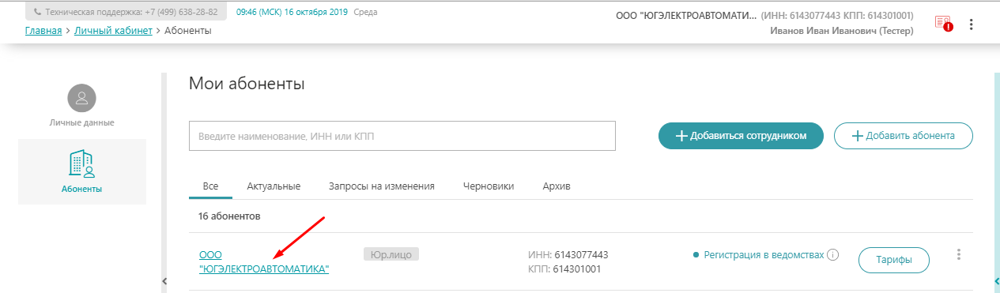 Техническая поддержка: +7 (499) 638-28-82
09:46 (МСК) 16 октября 2019 Среда
ООО "ЮГЭЛЕКТРОАВТОМАТИ... (ИНН: 6143077443 КПП: 614301001)
Главная > Личный кабинет > Абоненты
Иванов Иван Иванович (Тестер)
Мои абоненты
Личные данные
Введите наименование, ИНН или КПП
Добавиться сотрудником
Добавить абонента
Абоненты
Все Актуальные Запросы на изменения Черновики Архив
16 абонентов
ООО
"ЮГЭЛЕКТРОАВТОМАТИКА"
Юр.лицо
ИНН: 6143077443
КПП: 614301001
Регистрация в ведомствах
Тарифы